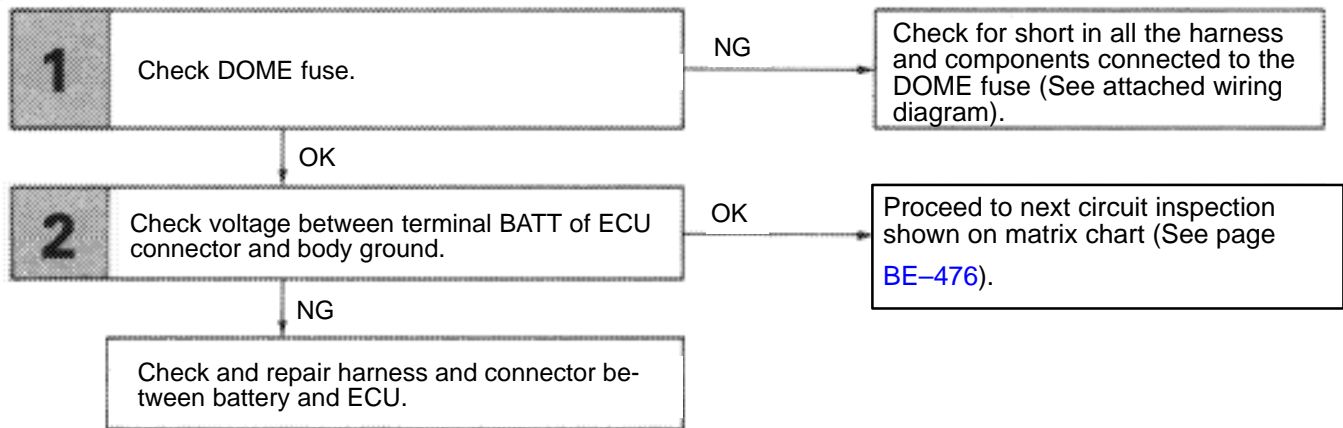 1
Check DOME fuse.
NG
Check for short in all the harness
and components connected to the
DOME fuse (See attached wiring
diagram).
OK
2
Check voltage between terminal BATT of ECU
connector and body ground.
OK
Proceed to next circuit inspection
shown on matrix chart (See page
BE–476).
NG
Check and repair harness and connector be-
tween battery and ECU.